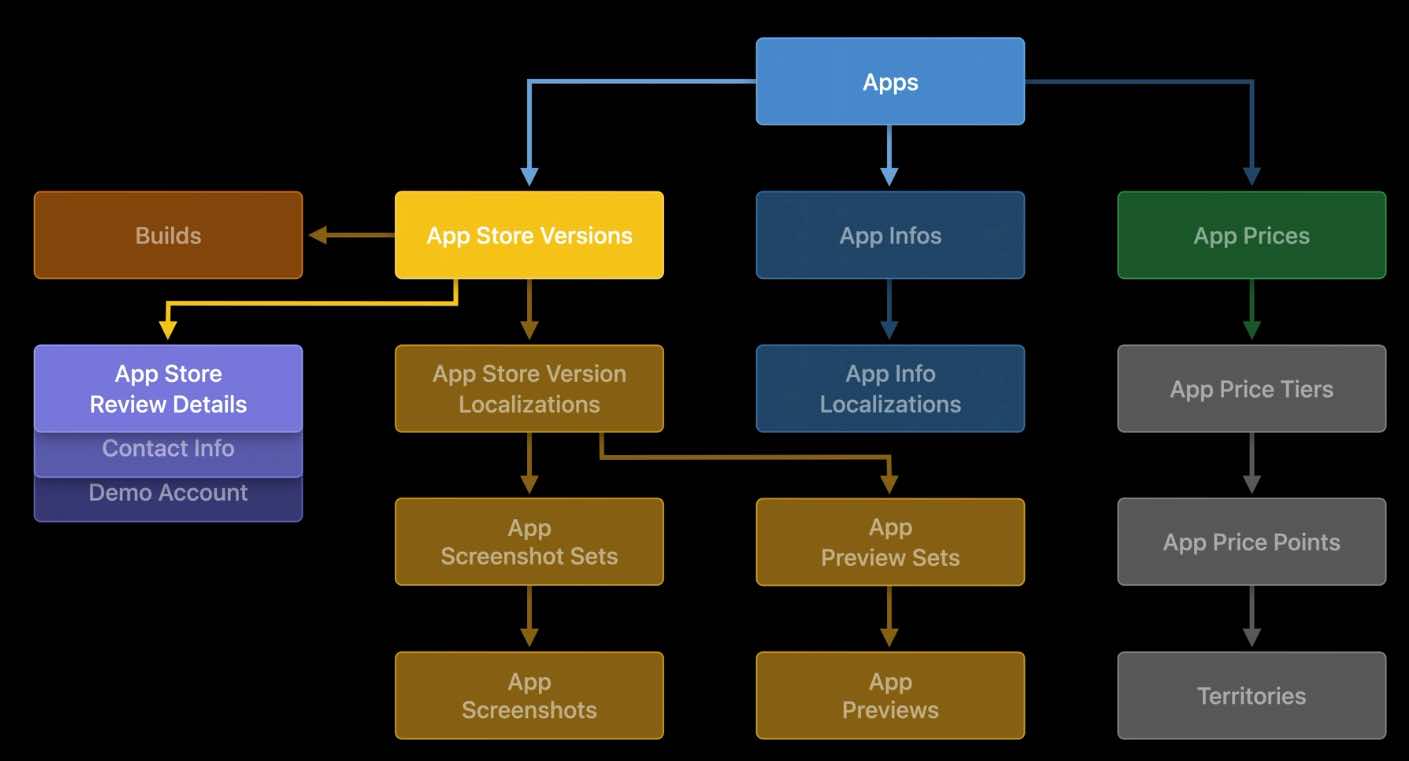 Apps
Builds
App Store Versions
App Infos
App Prices
App Store
Review Details
Contact Info
Demo Account
App Store Version
Localizations
App Info
Localizations
App Price Tiers
App
Screenshot Sets
App
Preview Sets
App Price Points
App
Screenshots
App
Previews
Territories